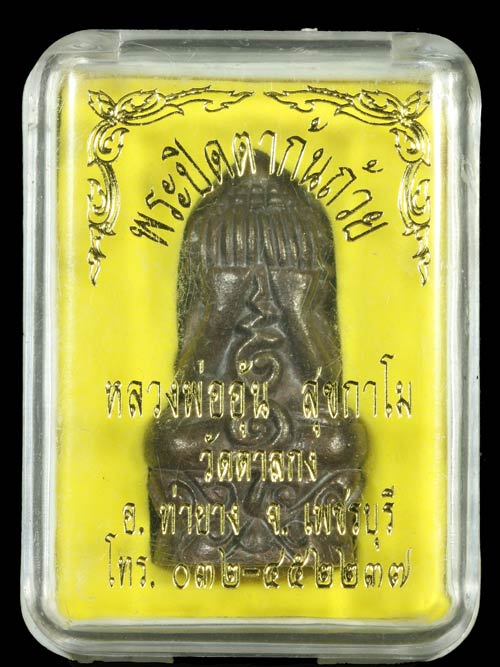 พระปิดตาก้นถ้วย
หลวงพ่ออุ้น สุขกาโม
วัดตาลกง
อ. ท่ายาง จ. เพชรบุรี
โทร. ๐๓๒-๔๕๒๒๓๗